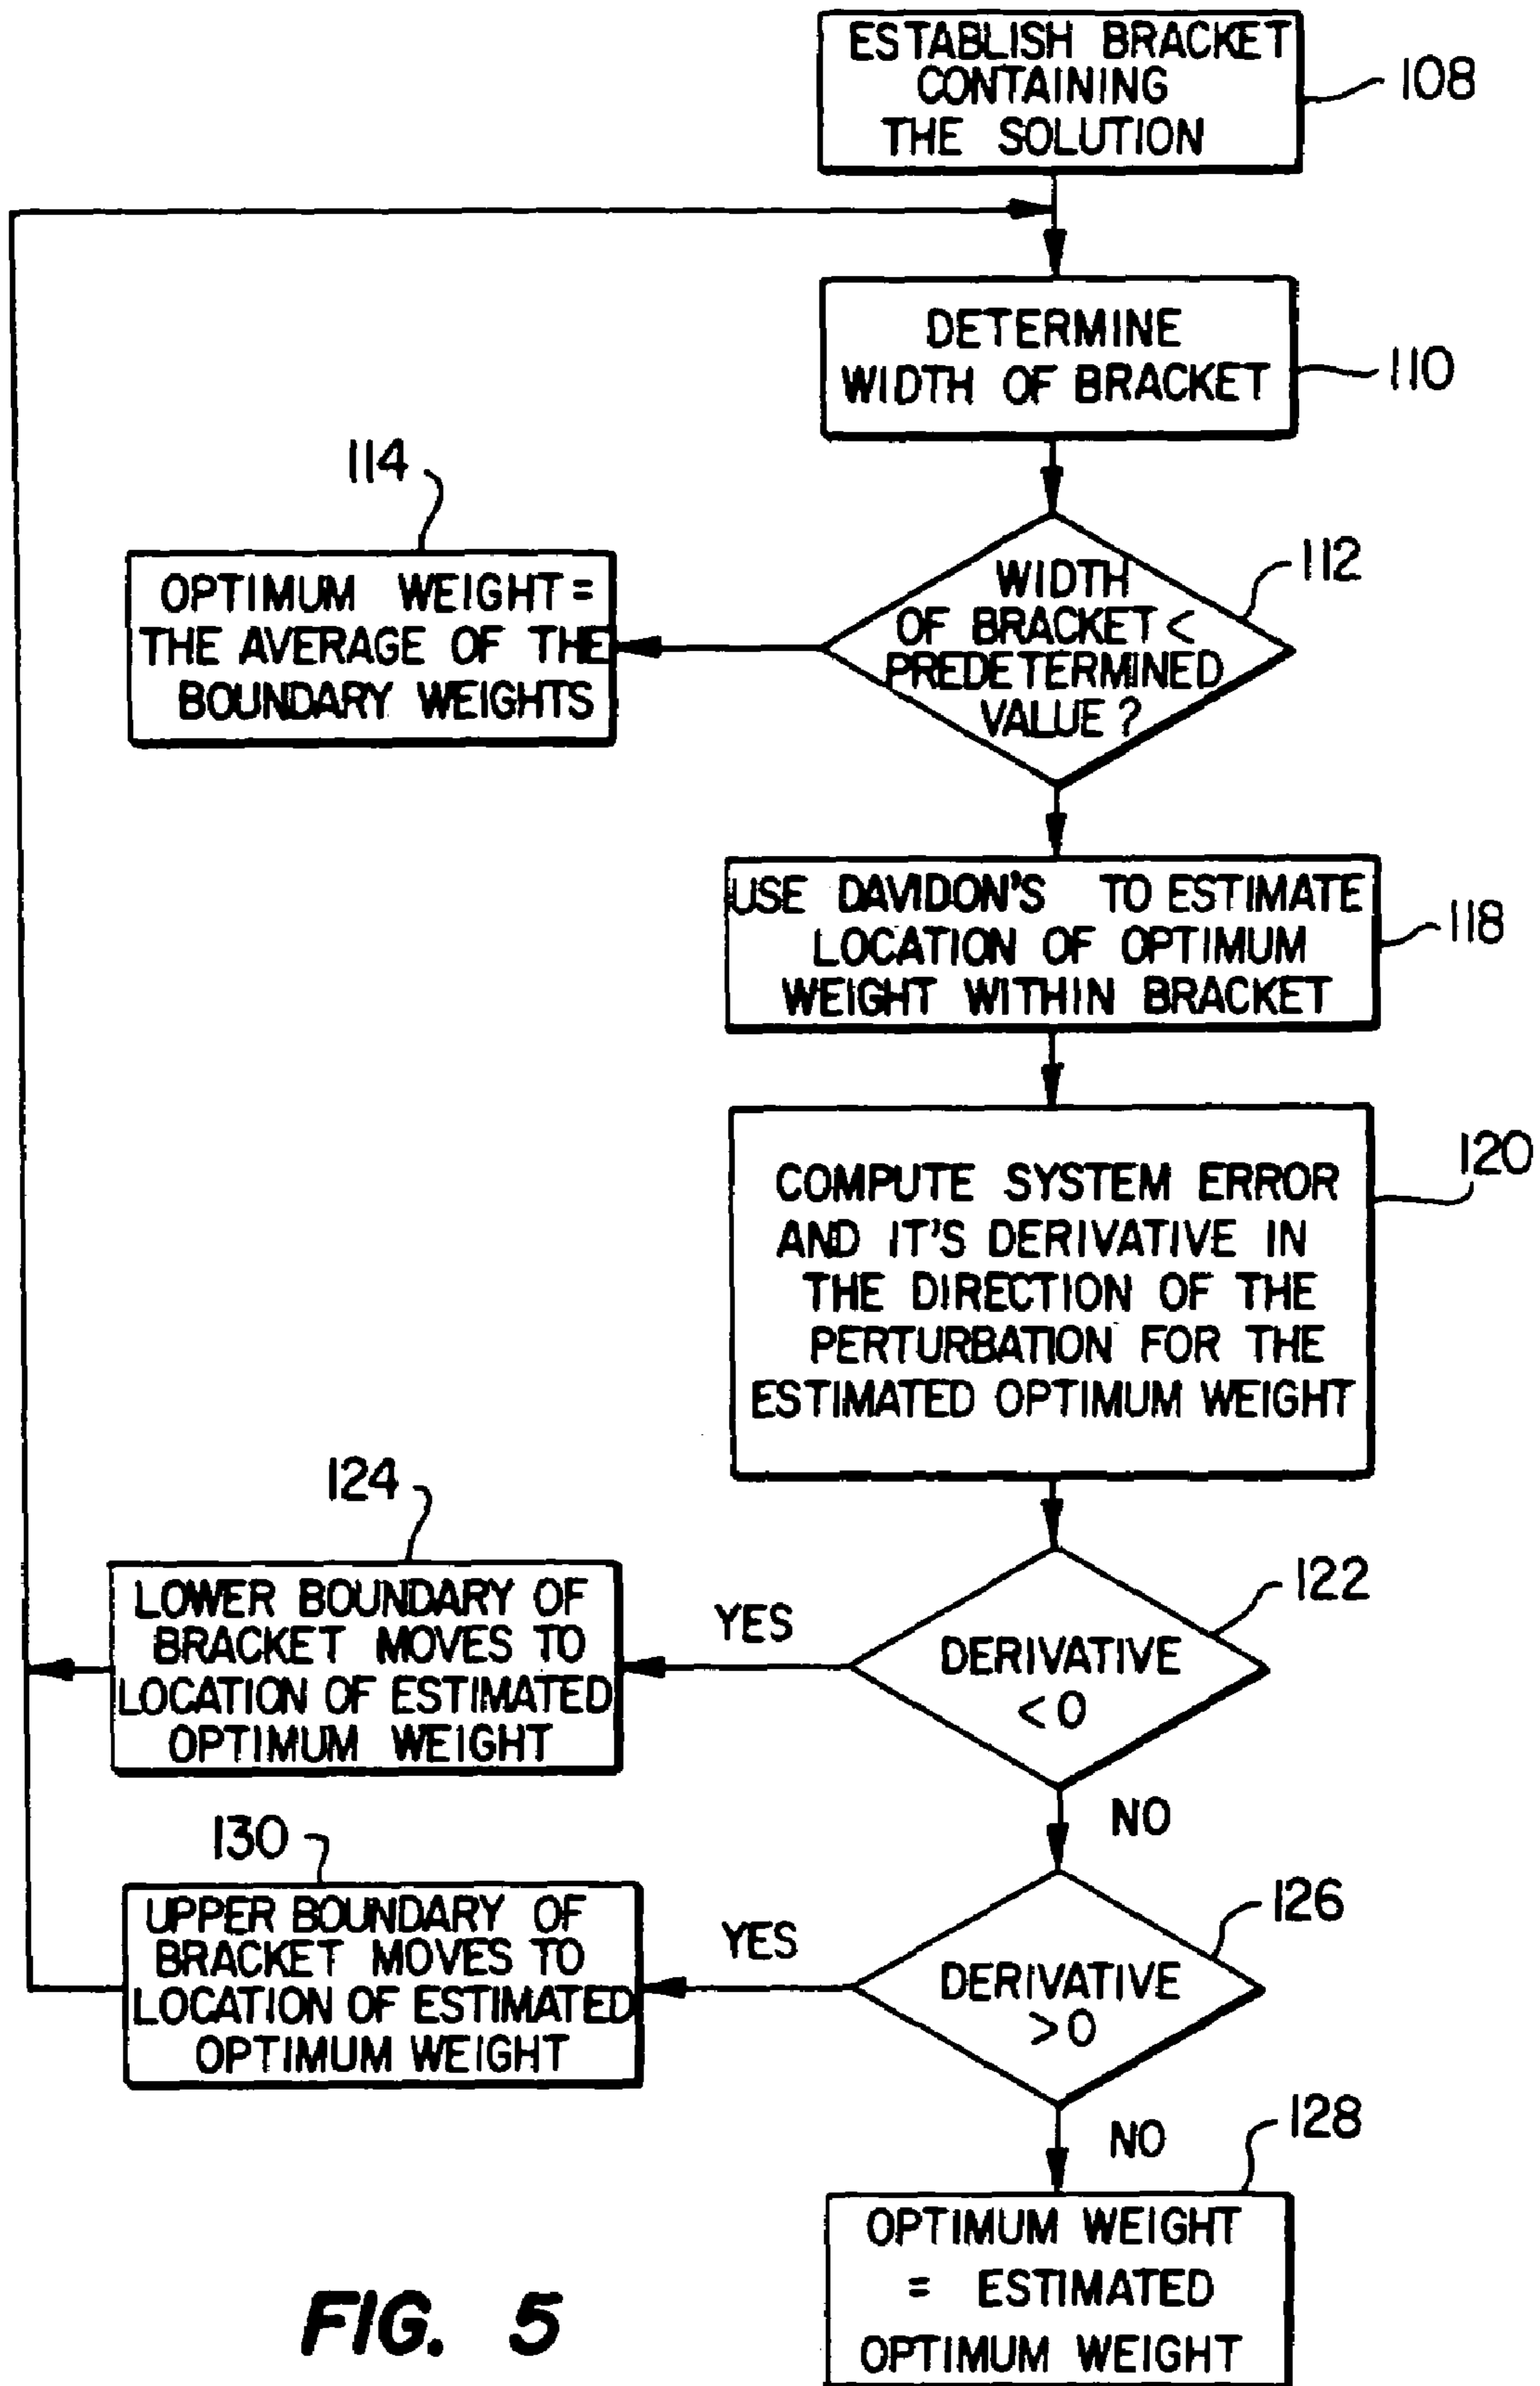 ESTABLISH BRACKET
CONTAINING
THE SOLUTION
108
DETERMINE
WIDTH OF BRACKET
110
114
OPTIMUM WEIGHT =
THE AVERAGE OF THE
BOUNDARY WEIGHTS
WIDTH
OF BRACKET <
PREDETERMINED
VALUE ?
112
USE DAVIDON'S TO ESTIMATE
LOCATION OF OPTIMUM
WEIGHT WITHIN BRACKET
118
COMPUTE SYSTEM ERROR
AND IT'S DERIVATIVE IN
THE DIRECTION OF THE
PERTURBATION FOR THE
ESTIMATED OPTIMUM WEIGHT
120
124
LOWER BOUNDARY OF
BRACKET MOVES TO
LOCATION OF ESTIMATED
OPTIMUM WEIGHT
YES
DERIVATIVE
< 0
122
NO
130
UPPER BOUNDARY OF
BRACKET MOVES TO
LOCATION OF ESTIMATED
OPTIMUM WEIGHT
YES
DERIVATIVE
> 0
126
NO
128
OPTIMUM WEIGHT
= ESTIMATED
OPTIMUM WEIGHT
FIG. 5